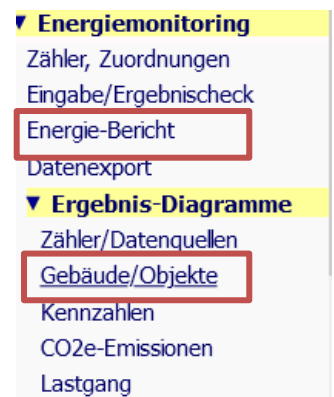 ▼ Energiemonitoring
Zähler, Zuordnungen
Eingabe/Ergebnischeck
Energie-Bericht
Datenexport
▼ Ergebnis-Diagramme
Zähler/Datenquellen
Gebäude/Objekte
Kennzahlen
CO2e-Emissionen
Lastgang